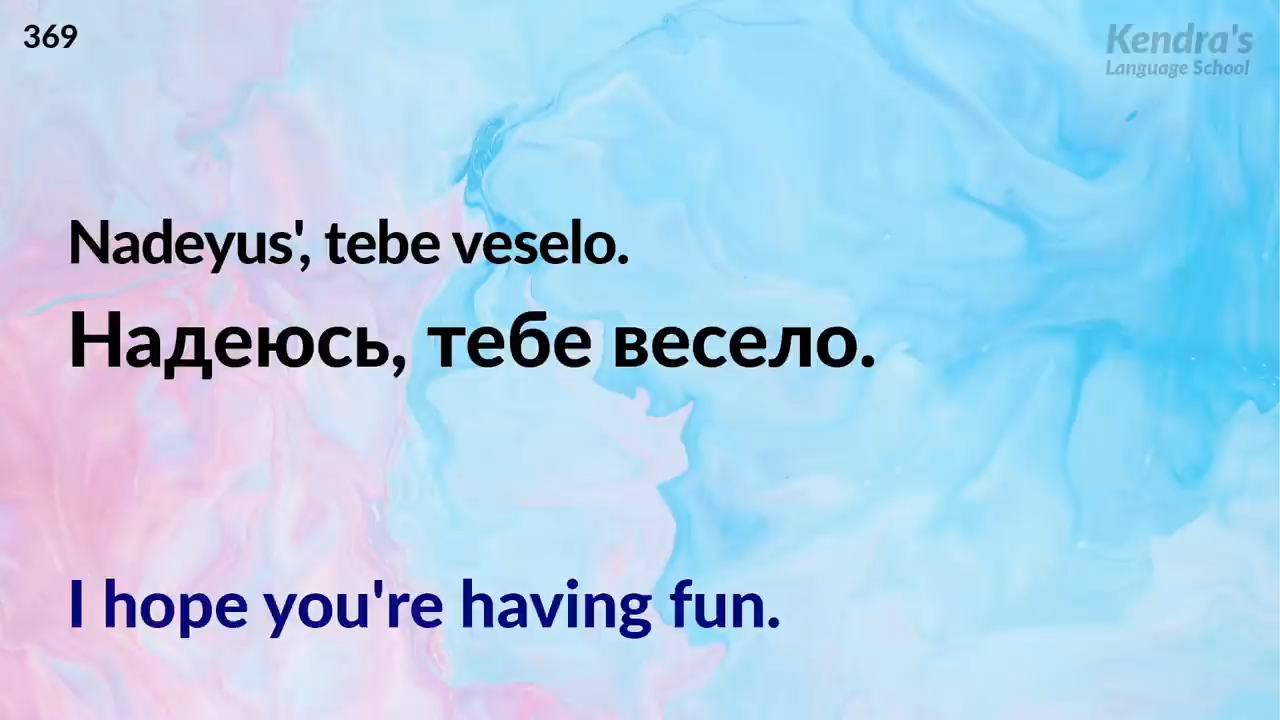 369
Kendra's
Language School
Nadeyus', tebe veselo.
Надеюсь, тебе весело.
I hope you're having fun.